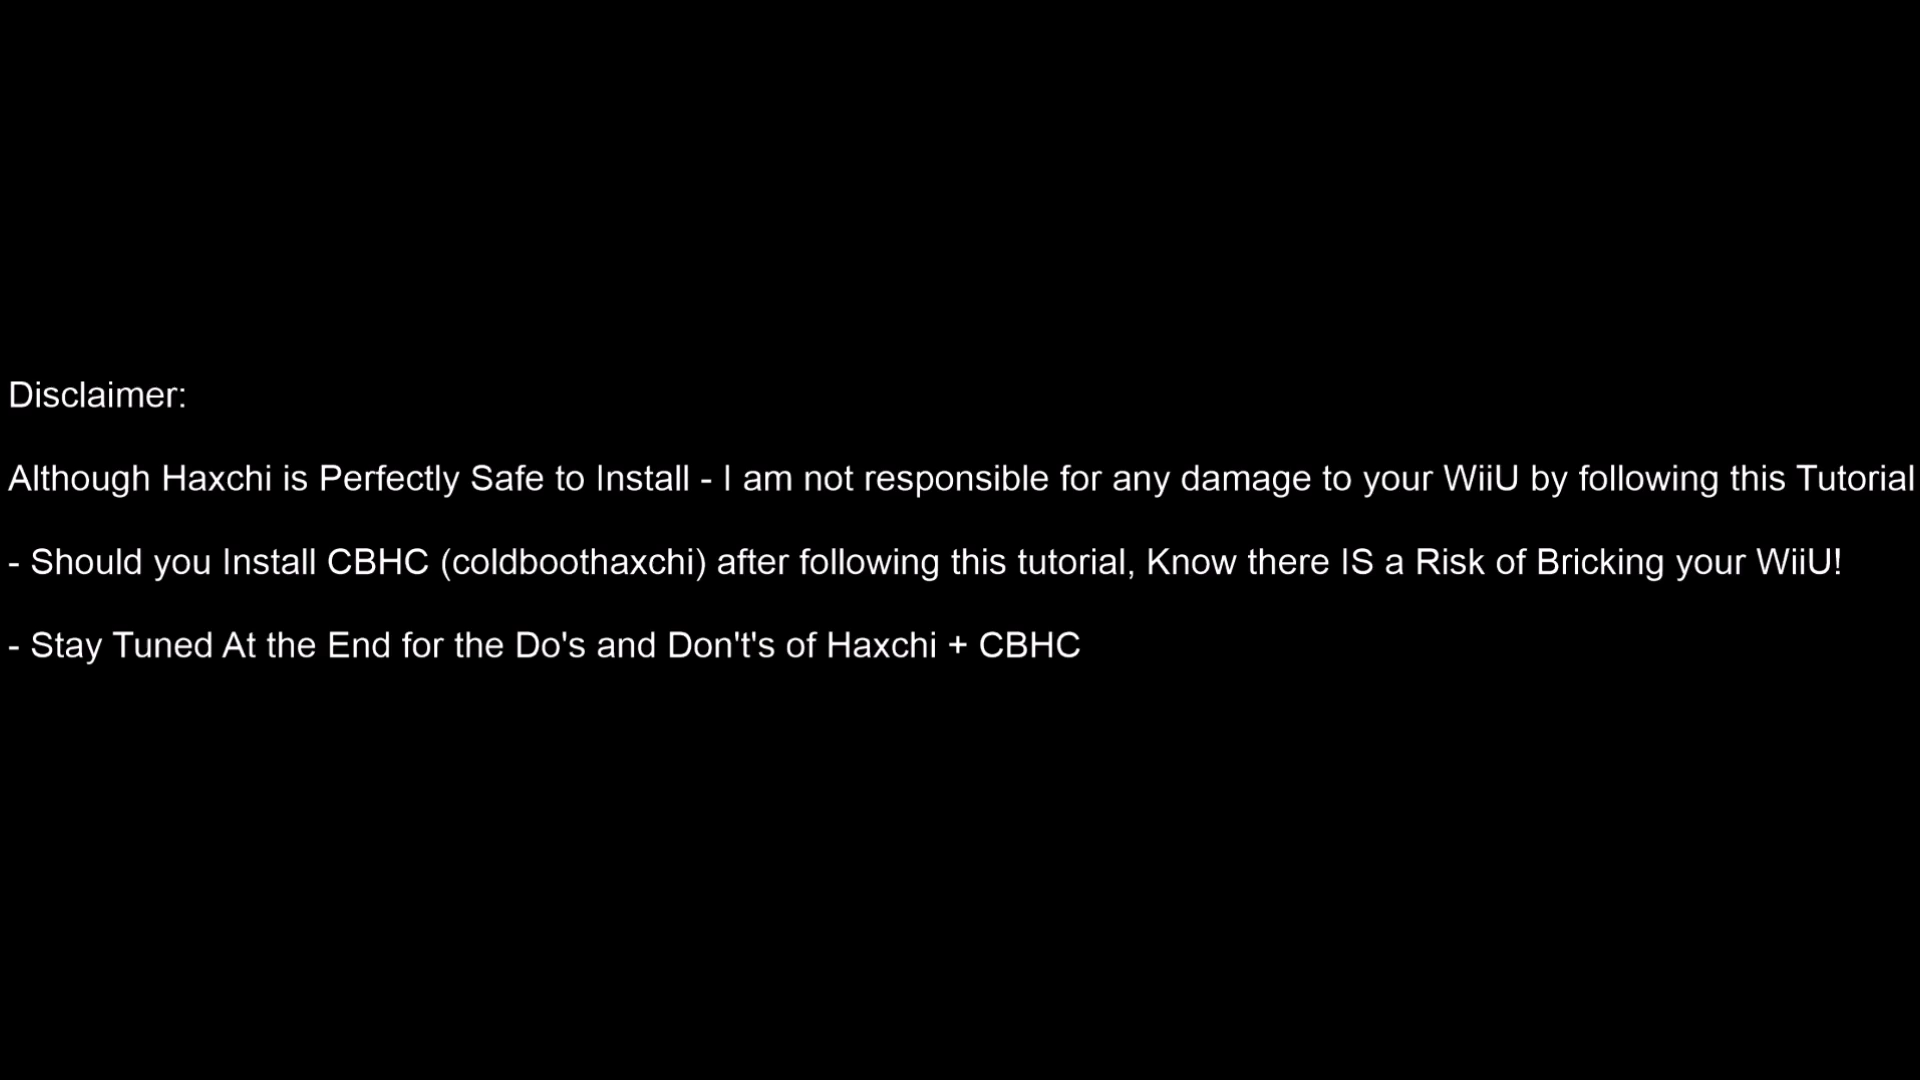 Disclaimer:
Although Haxchi is Perfectly Safe to Install - I am not responsible for any damage to your WiiU by following this Tutorial
- Should you Install CBHC (coldboothaxchi) after following this tutorial, Know there IS a Risk of Bricking your WiiU!
- Stay Tuned At the End for the Do's and Don't's of Haxchi + CBHC